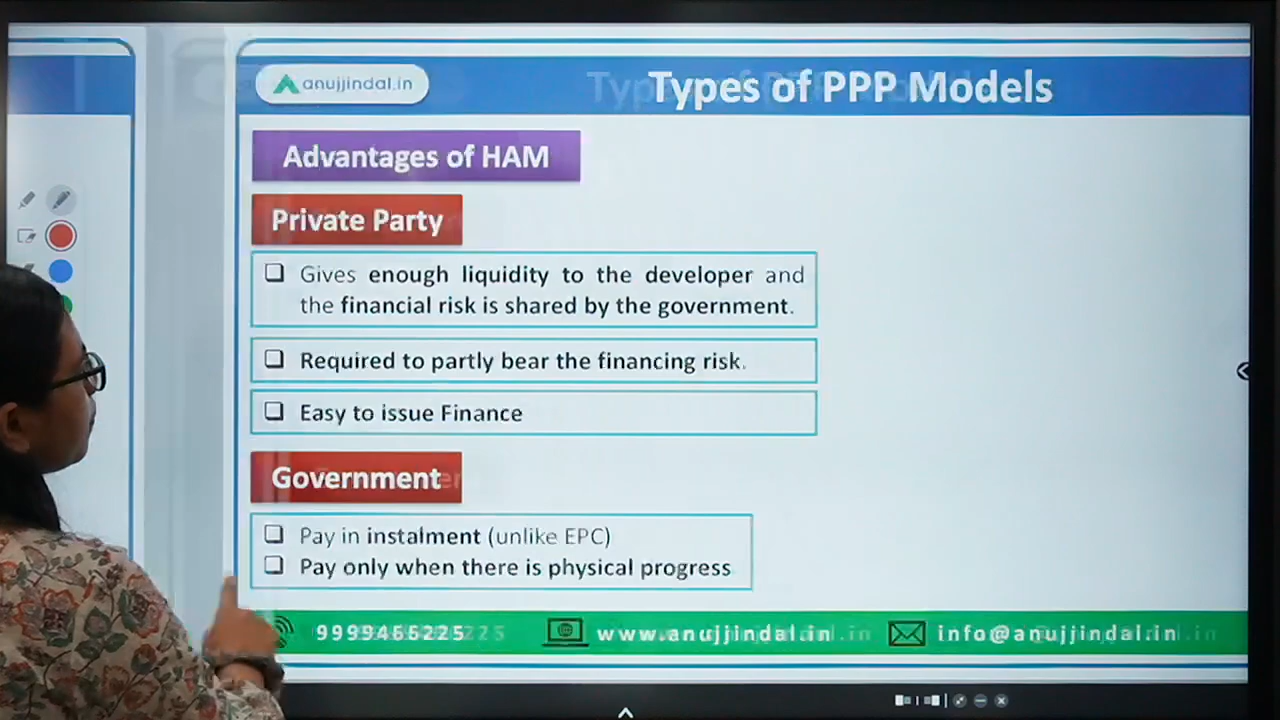 anujjindal.in
Types of PPP Models
Advantages of HAM
Private Party
Gives enough liquidity to the developer and
the financial risk is shared by the government.
Required to partly bear the financing risk.
Easy to issue Finance
Government
Pay in instalment (unlike EPC)
Pay only when there is physical progress
9999466225 www.anujjindal.in info@anujjindal.in